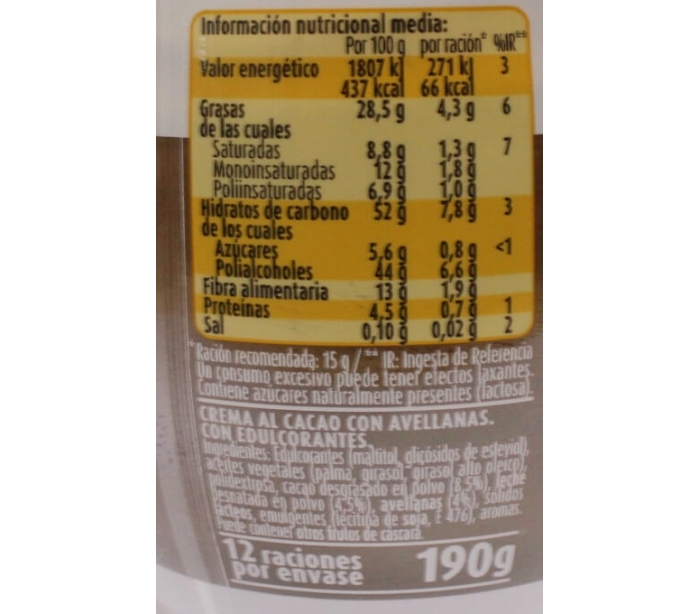 Información nutricional media:
Por 100 g por ración* %IR**
Valor energético 1807 kJ 271 kJ 3
437 kcal 66 kcal
Grasas 28,5 g 4,3 g 6
de las cuales
Saturadas 8,8 g 1,3 g 7
Monoinsaturadas 12 g 1,8 g
Poliinsaturadas 6,9 g 1,0 g
Hidratos de carbono 52 g 7,8 g 3
de los cuales
Azúcares 5,6 g 0,8 g <1
Polialcoholes 44 g 6,6 g
Fibra alimentaria 13 g 1,9 g
Proteínas 4,5 g 0,7 g 1
Sal 0,10 g 0,02 g 2
*Ración recomendada: 15 g / ** IR: Ingesta de Referencia
Un consumo excesivo puede tener efectos laxantes.
Contiene azúcares naturalmente presentes (lactosa).
CREMA AL CACAO CON AVELLANAS.
CON EDULCORANTES.
Ingredientes: Edulcorantes (maltitol, glicósidos de esteviol),
aceites vegetales (palma, girasol, girasol alto oleico),
polidextrosa, cacao desgrasado en polvo (8,5%), leche
desnatada en polvo (4,5%), avellanas (4%), sólidos
lácteos, emulgentes (lecitina de soja, E 476), aromas.
Puede contener otros frutos de cáscara.
12 raciones
por envase 190g